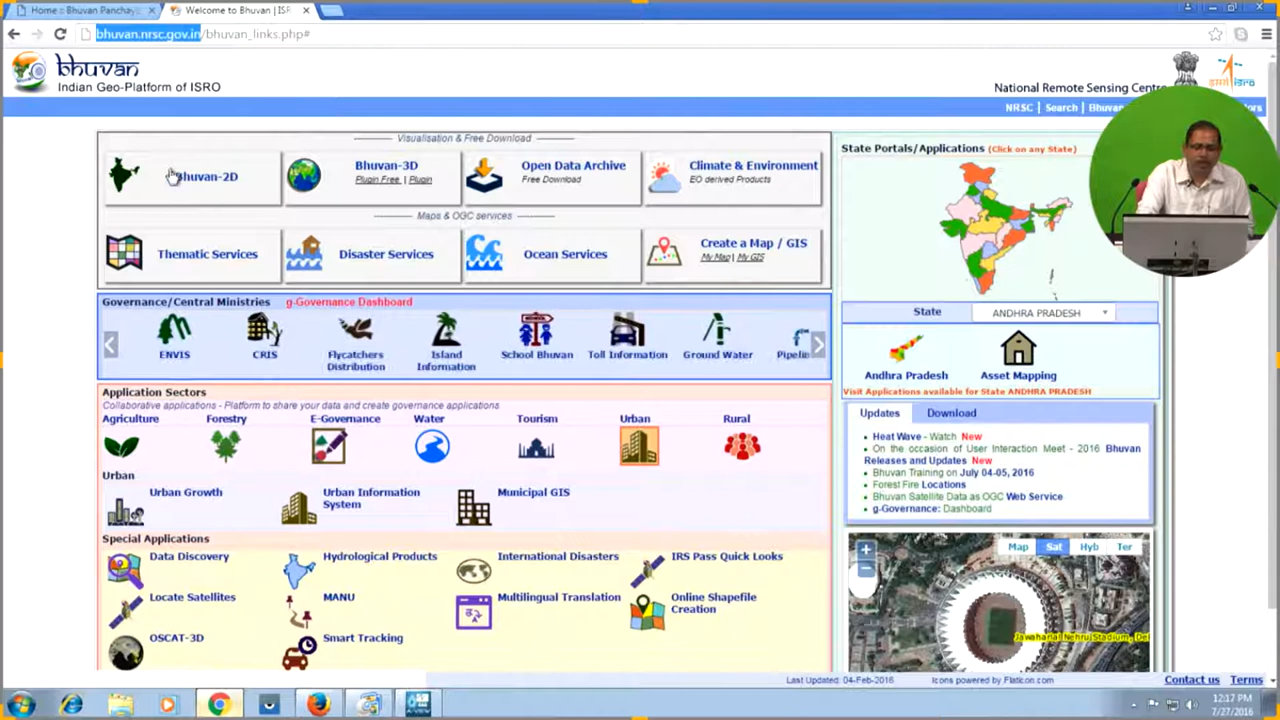 Home :: Bhuvan Panchay
Welcome to Bhuvan | ISR
bhuvan.nrsc.gov.in/bhuvan_links.php#
bhuvan
Indian Geo-Platform of ISRO
National Remote Sensing Centre
isro
NRSC | Search | Bhuvan
Visualisation & Free Download
Bhuvan-2D
Bhuvan-3D
Plugin Free | Plugin
Open Data Archive
Free Download
Climate & Environment
EO derived Products
Maps & OGC services
Thematic Services
Disaster Services
Ocean Services
Create a Map / GIS
My Map | My GIS
Governance/Central Ministries g-Governance Dashboard
ENVIS
CRIS
Flycatchers Distribution
Island Information
School Bhuvan
Toll Information
Ground Water
Pipelin
Application Sectors
Collaborative applications - Platform to share your data and create governance applications
Agriculture
Forestry
E-Governance
Water
Tourism
Urban
Rural
Urban
Urban Growth
Urban Information System
Municipal GIS
Special Applications
Data Discovery
Hydrological Products
International Disasters
IRS Pass Quick Looks
Locate Satellites
MANU
Multilingual Translation
Online Shapefile Creation
OSCAT-3D
Smart Tracking
State Portals/Applications (Click on any State)
State
ANDHRA PRADESH
Andhra Pradesh
Asset Mapping
Visit Applications available for State ANDHRA PRADESH
Updates
Download
Heat Wave - Watch New
On the occasion of User Interaction Meet - 2016 Bhuvan
Releases and Updates New
Bhuvan Training on July 04-05, 2016
Forest Fire Locations
Bhuvan Satellite Data as OGC Web Service
g-Governance: Dashboard
Map
Sat
Hyb
Ter
Jawaharlal Nehru Stadium, Del
Last Updated: 04-Feb-2016
Icons powered by Flaticon.com
Contact us
Terms
12:17 PM
7/27/2016